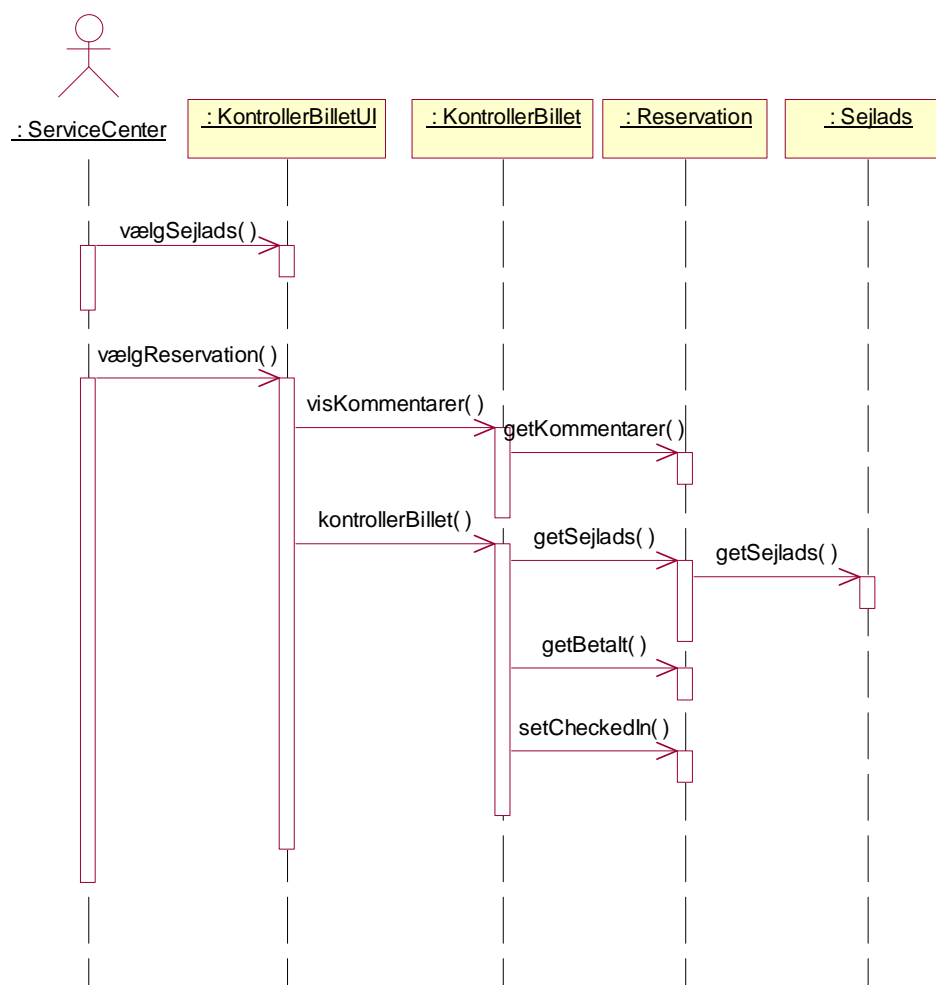 : ServiceCenter
: KontrollerBilletUI
: KontrollerBillet
: Reservation
: Sejlads
vælgSejlads( )
vælgReservation( )
visKommentarer( )
getKommentarer( )
kontrollerBillet( )
getSejlads( )
getSejlads( )
getBetalt( )
setCheckedIn( )